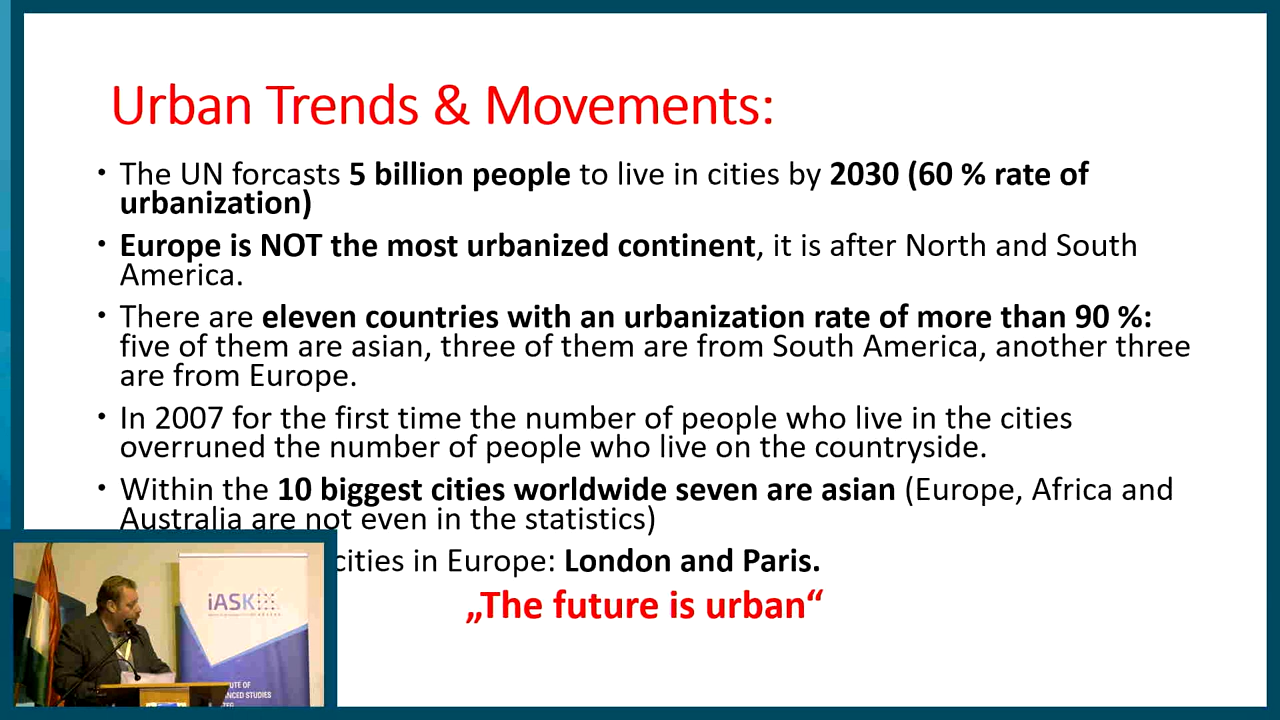 Urban Trends & Movements:
• The UN forcasts 5 billion people to live in cities by 2030 (60 % rate of
urbanization)
• Europe is NOT the most urbanized continent, it is after North and South
America.
• There are eleven countries with an urbanization rate of more than 90 %:
five of them are asian, three of them are from South America, another three
are from Europe.
• In 2007 for the first time the number of people who live in the cities
overruned the number of people who live on the countryside.
• Within the 10 biggest cities worldwide seven are asian (Europe, Africa and
Australia are not even in the statistics)
cities in Europe: London and Paris.
„The future is urban“
iASK
UTE OF
NCED STUDIES